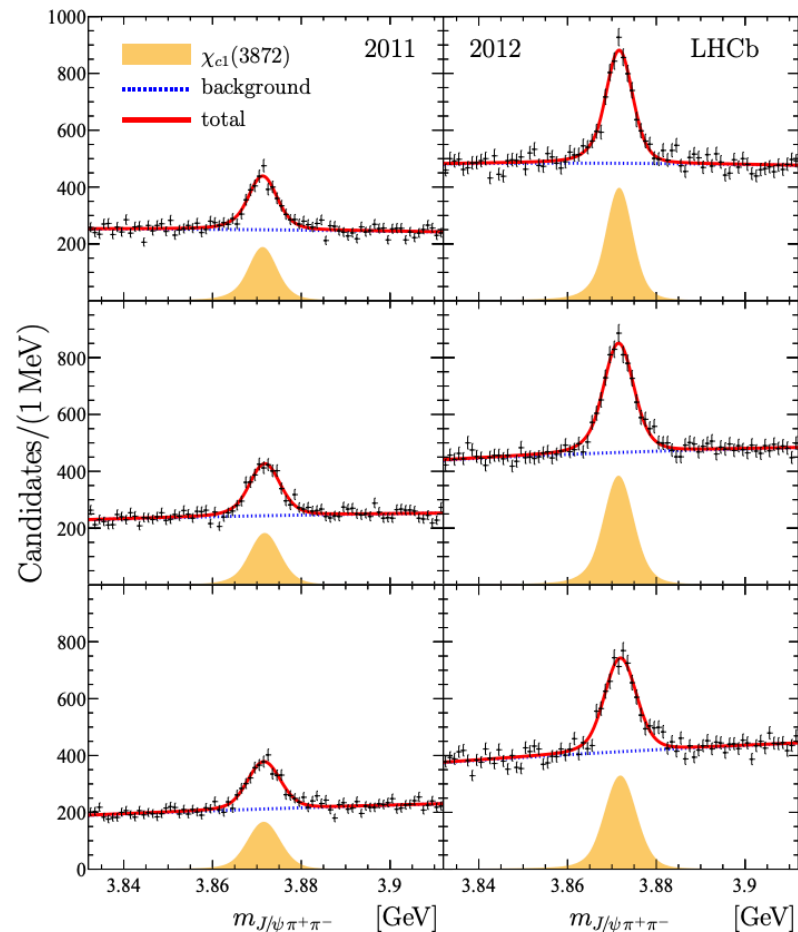 1000
800
600
400
200
800
600
400
200
800
600
400
200
0
Candidates/(1 MeV)
χc1(3872)
background
total
2011
2012
LHCb
3.84 3.86 3.88 3.9
3.84 3.86 3.88 3.9
mJ/ψ π+π− [GeV]
mJ/ψ π+π− [GeV]